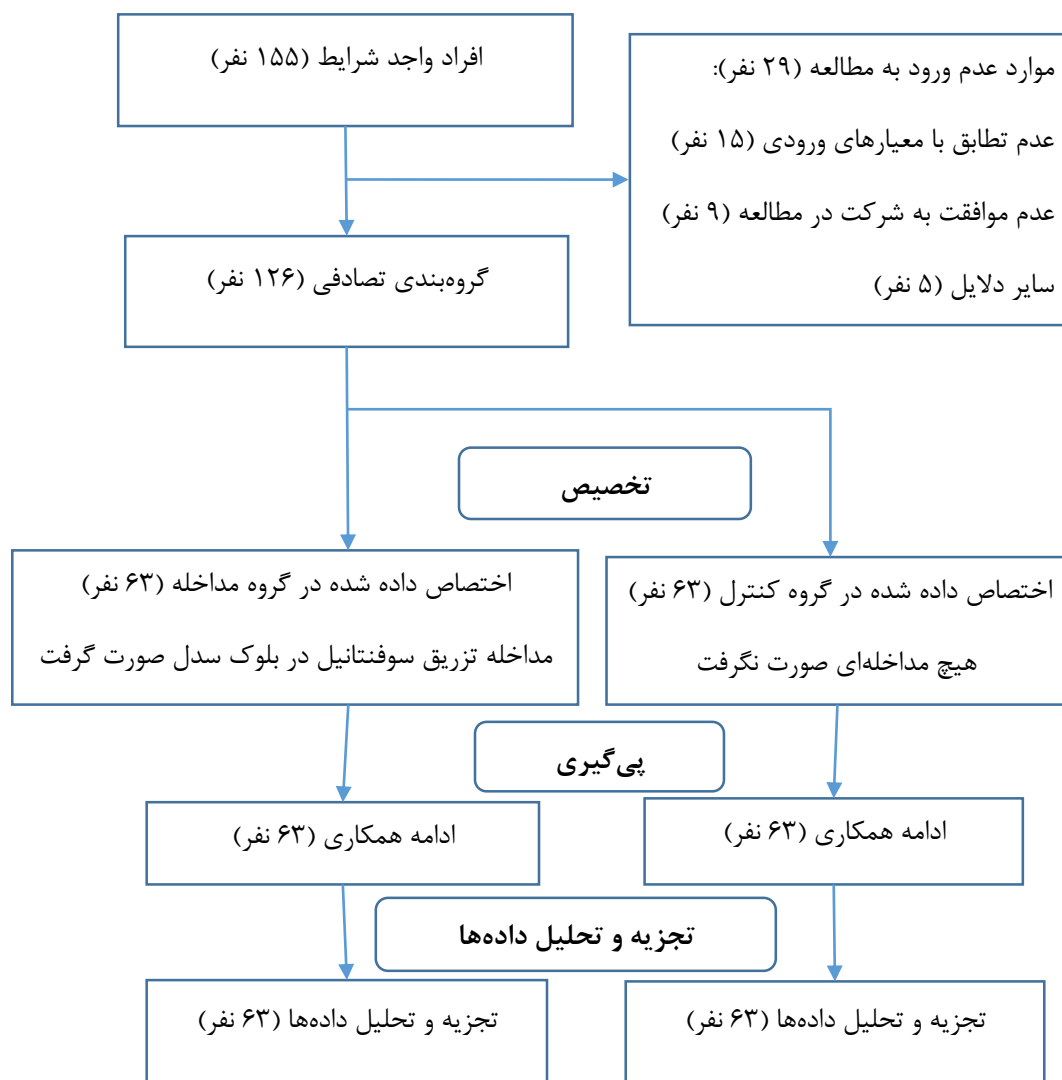 افراد واجد شرایط (۱۵۵ نفر)
موارد عدم ورود به مطالعه (۲۹ نفر):
عدم تطابق با معیارهای ورودی (۱۵ نفر)
عدم موافقت به شرکت در مطالعه (۹ نفر)
سایر دلایل (۵ نفر)
گروه‌بندی تصادفی (۱۲۶ نفر)
تخصیص
اختصاص داده شده در گروه کنترل (۶۳ نفر)
هیچ مداخله‌ای صورت نگرفت
اختصاص داده شده در گروه مداخله (۶۳ نفر)
مداخله تزریق سوفنتانیل در بلوک سدل صورت گرفت
پی‌گیری
ادامه همکاری (۶۳ نفر)
ادامه همکاری (۶۳ نفر)
تجزیه و تحلیل داده‌ها
تجزیه و تحلیل داده‌ها (۶۳ نفر)
تجزیه و تحلیل داده‌ها (۶۳ نفر)